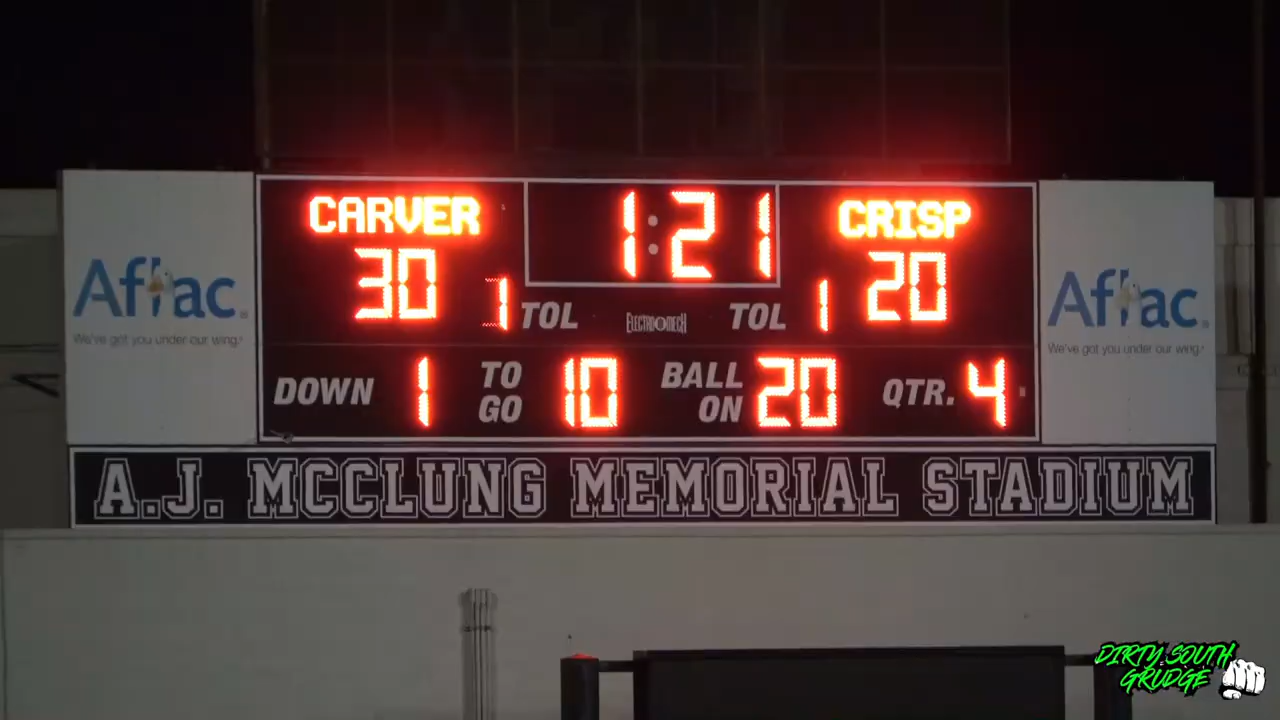 CARVER 1:21 CRISP
30 1 TOL ELECTRO-MECH TOL 1 20
DOWN 1 TO GO 10 BALL ON 20 QTR. 4
Aflac
We've got you under our wing.®
Aflac
We've got you under our wing.®
A.J. MCCLUNG MEMORIAL STADIUM
DIRTY SOUTH
GRUDGE